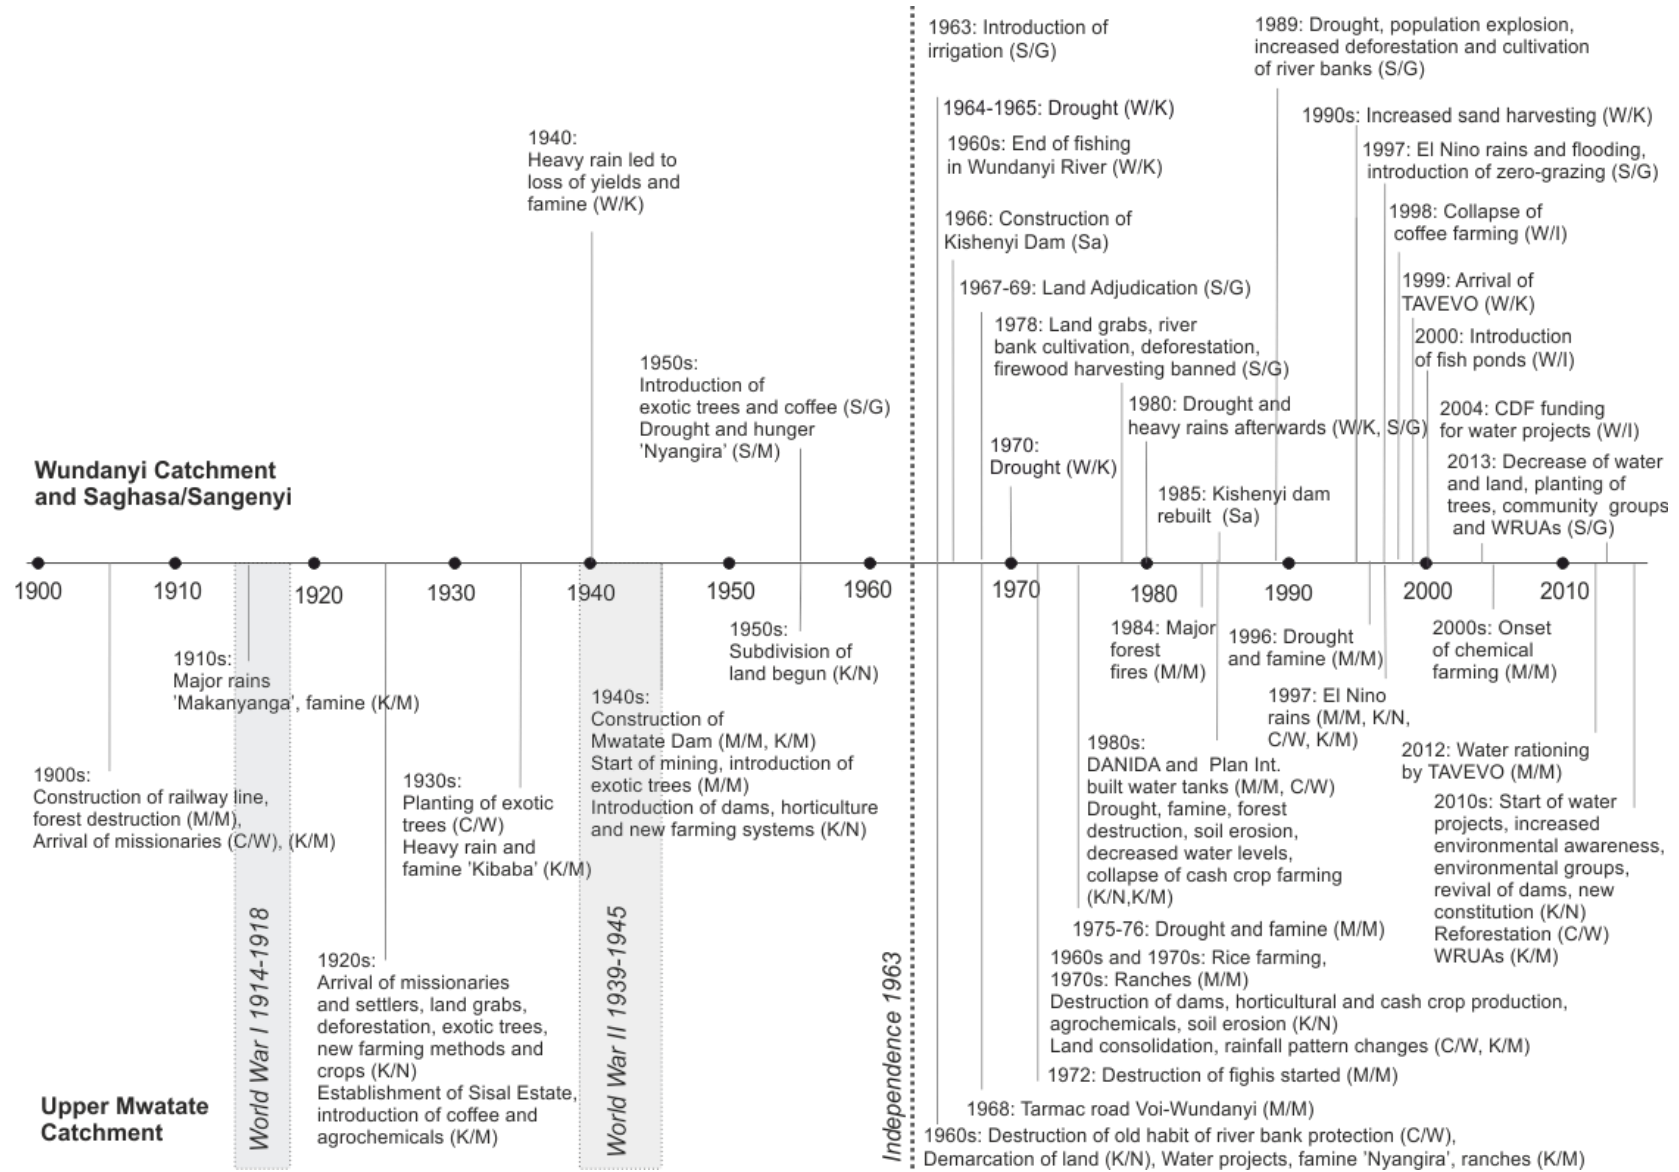 1963: Introduction of
irrigation (S/G)
1989: Drought, population explosion,
increased deforestation and cultivation
of river banks (S/G)
1964-1965: Drought (W/K)
1990s: Increased sand harvesting (W/K)
1940:
Heavy rain led to
loss of yields and
famine (W/K)
1960s: End of fishing
in Wundanyi River (W/K)
1997: El Nino rains and flooding,
introduction of zero-grazing (S/G)
1966: Construction of
Kishenyi Dam (Sa)
1998: Collapse of
coffee farming (W/I)
1967-69: Land Adjudication (S/G)
1999: Arrival of
TAVEVO (W/K)
1978: Land grabs, river
bank cultivation, deforestation,
firewood harvesting banned (S/G)
2000: Introduction
of fish ponds (W/I)
1950s:
Introduction of
exotic trees and coffee (S/G)
Drought and hunger
'Nyangira' (S/M)
1980: Drought and
heavy rains afterwards (W/K, S/G)
2004: CDF funding
for water projects (W/I)
1970:
Drought (W/K)
2013: Decrease of water
and land, planting of
trees, community groups
and WRUAs (S/G)
1985: Kishenyi dam
rebuilt (Sa)
Wundanyi Catchment
and Saghasa/Sangenyi
1900
1910
1920
1930
1940
1950
1960
1970
1980
1990
2000
2010
1950s:
Subdivision of
land begun (K/N)
1984: Major
forest
fires (M/M)
1996: Drought
and famine (M/M)
2000s: Onset
of chemical
farming (M/M)
1910s:
Major rains
'Makanyanga', famine (K/M)
1940s:
Construction of
Mwatate Dam (M/M, K/M)
Start of mining, introduction of
exotic trees (M/M)
Introduction of dams, horticulture
and new farming systems (K/N)
1997: El Nino
rains (M/M, K/N,
C/W, K/M)
1980s:
DANIDA and Plan Int.
built water tanks (M/M, C/W)
Drought, famine, forest
destruction, soil erosion,
decreased water levels,
collapse of cash crop farming
(K/N,K/M)
2012: Water rationing
by TAVEVO (M/M)
1900s:
Construction of railway line,
forest destruction (M/M),
Arrival of missionaries (C/W), (K/M)
1930s:
Planting of exotic
trees (C/W)
Heavy rain and
famine 'Kibaba' (K/M)
2010s: Start of water
projects, increased
environmental awareness,
environmental groups,
revival of dams, new
constitution (K/N)
Reforestation (C/W)
WRUAs (K/M)
1975-76: Drought and famine (M/M)
1920s:
Arrival of missionaries
and settlers, land grabs,
deforestation, exotic trees,
new farming methods and
crops (K/N)
Establishment of Sisal Estate,
introduction of coffee and
agrochemicals (K/M)
1960s and 1970s: Rice farming,
1970s: Ranches (M/M)
Destruction of dams, horticultural and cash crop production,
agrochemicals, soil erosion (K/N)
Land consolidation, rainfall pattern changes (C/W, K/M)
1972: Destruction of fighis started (M/M)
1968: Tarmac road Voi-Wundanyi (M/M)
1960s: Destruction of old habit of river bank protection (C/W),
Demarcation of land (K/N), Water projects, famine 'Nyangira', ranches (K/M)
World War I 1914-1918
World War II 1939-1945
Independence 1963
Upper Mwatate
Catchment